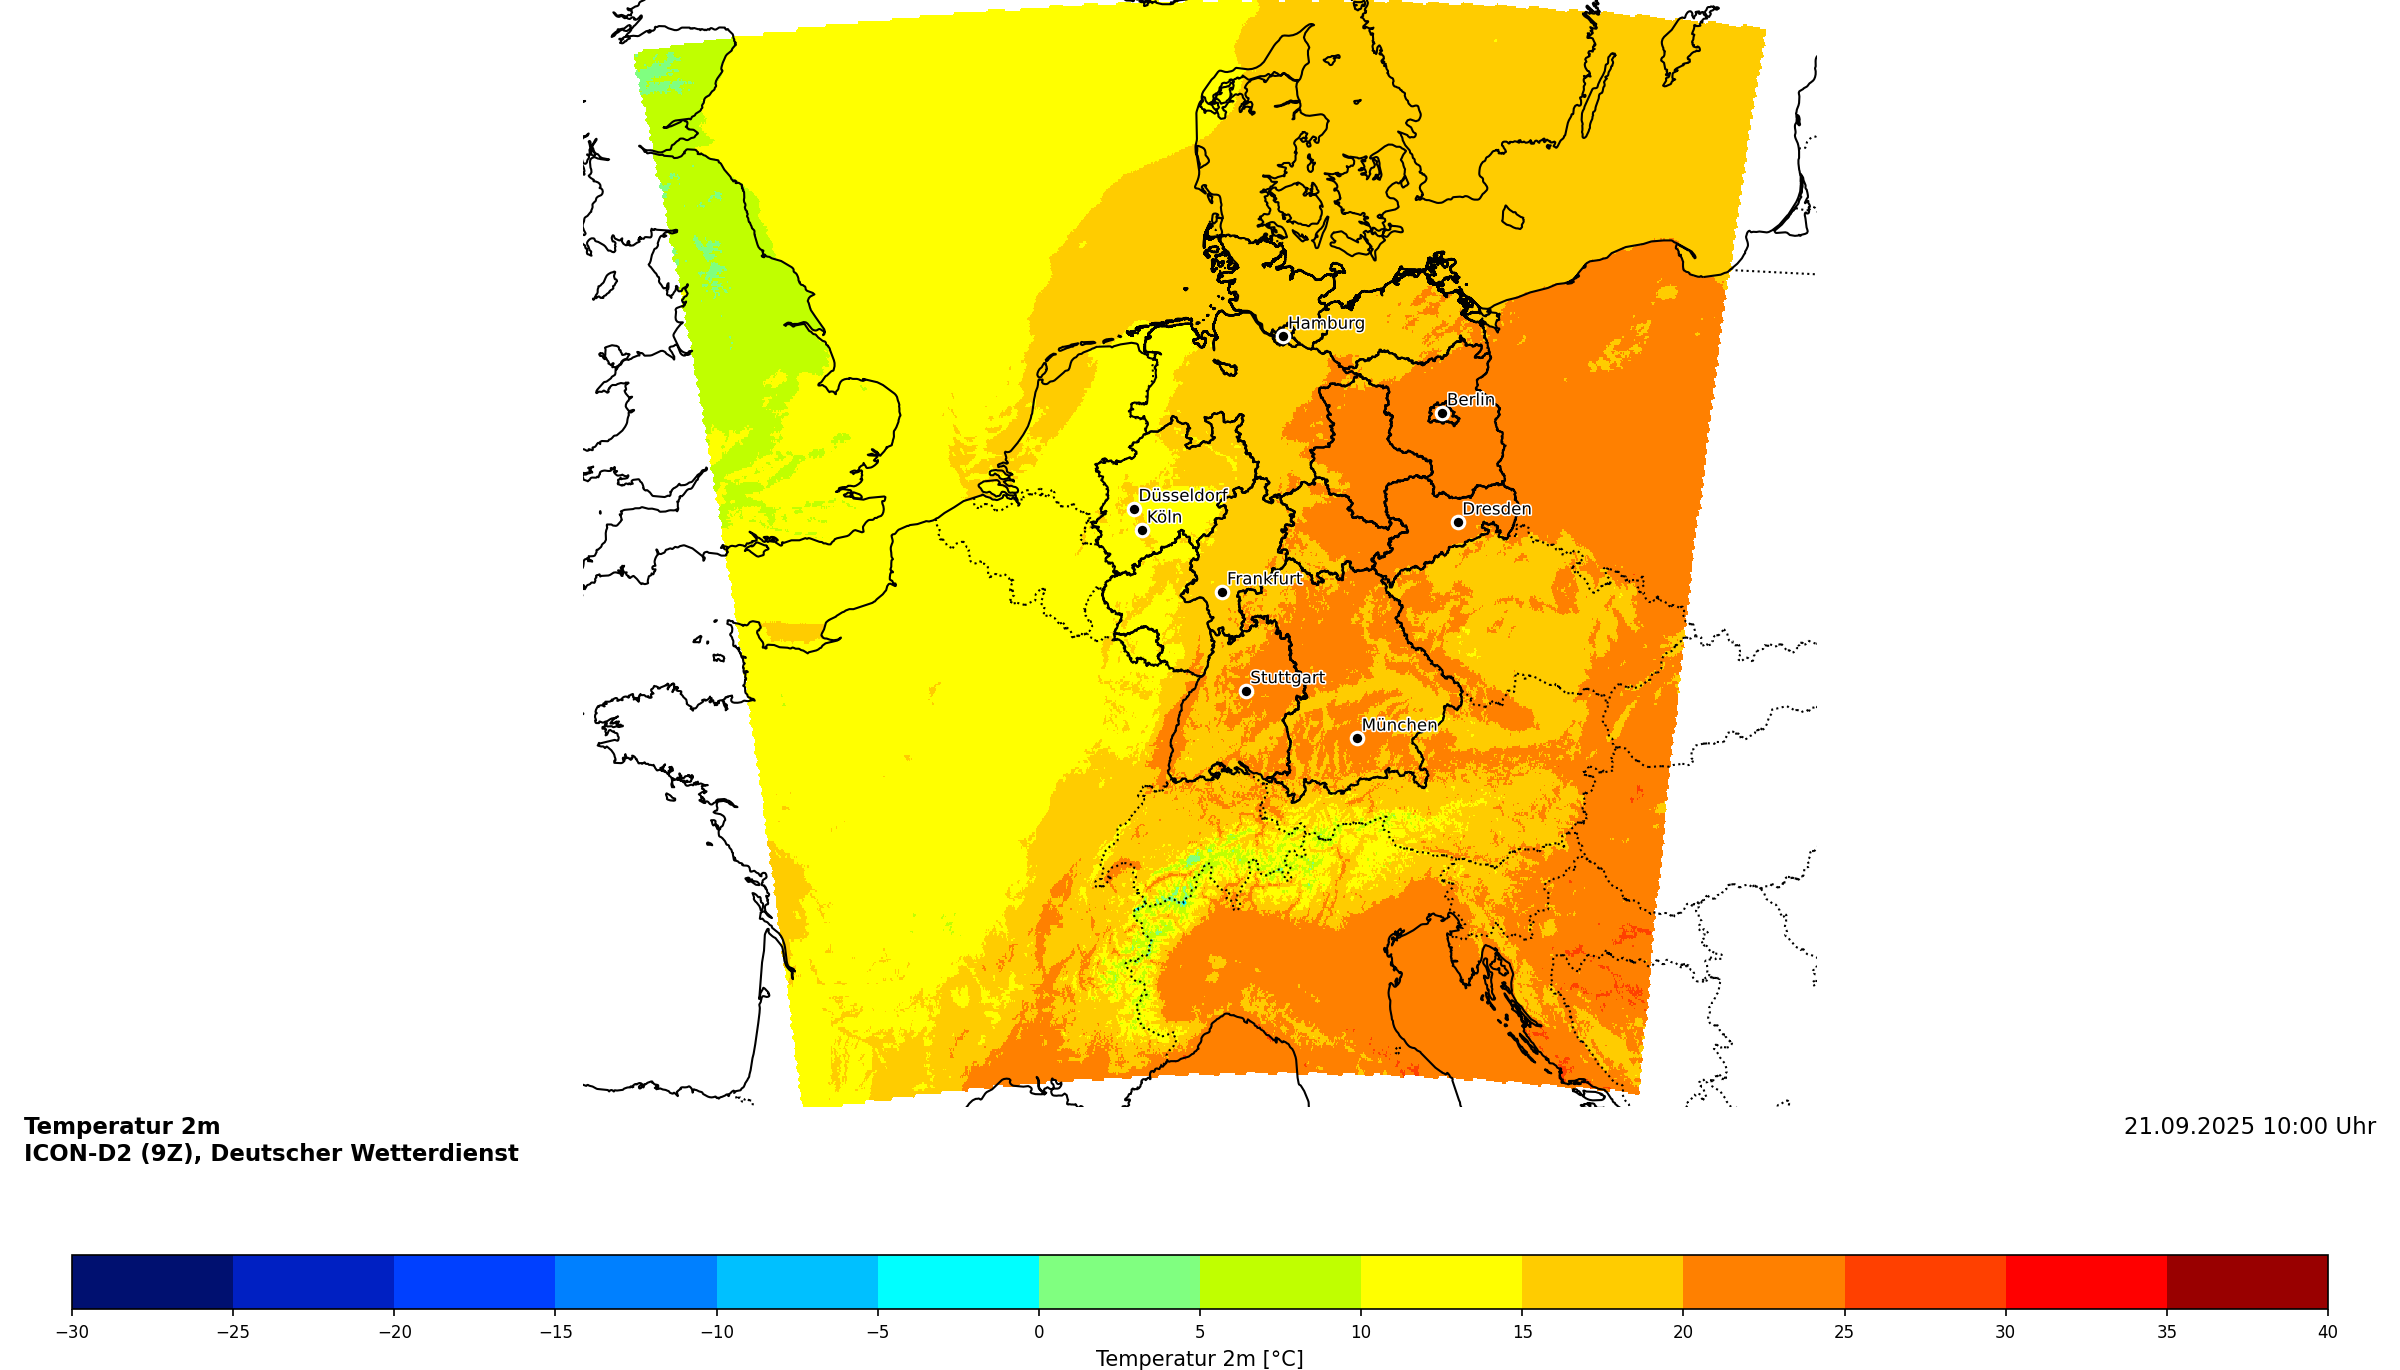 Hamburg
Berlin
Düsseldorf
Köln
Dresden
Frankfurt
Stuttgart
München
Temperatur 2m
ICON-D2 (9Z), Deutscher Wetterdienst
21.09.2025 10:00 Uhr
−30 −25 −20 −15 −10 −5 0 5 10 15 20 25 30 35 40
Temperatur 2m [°C]